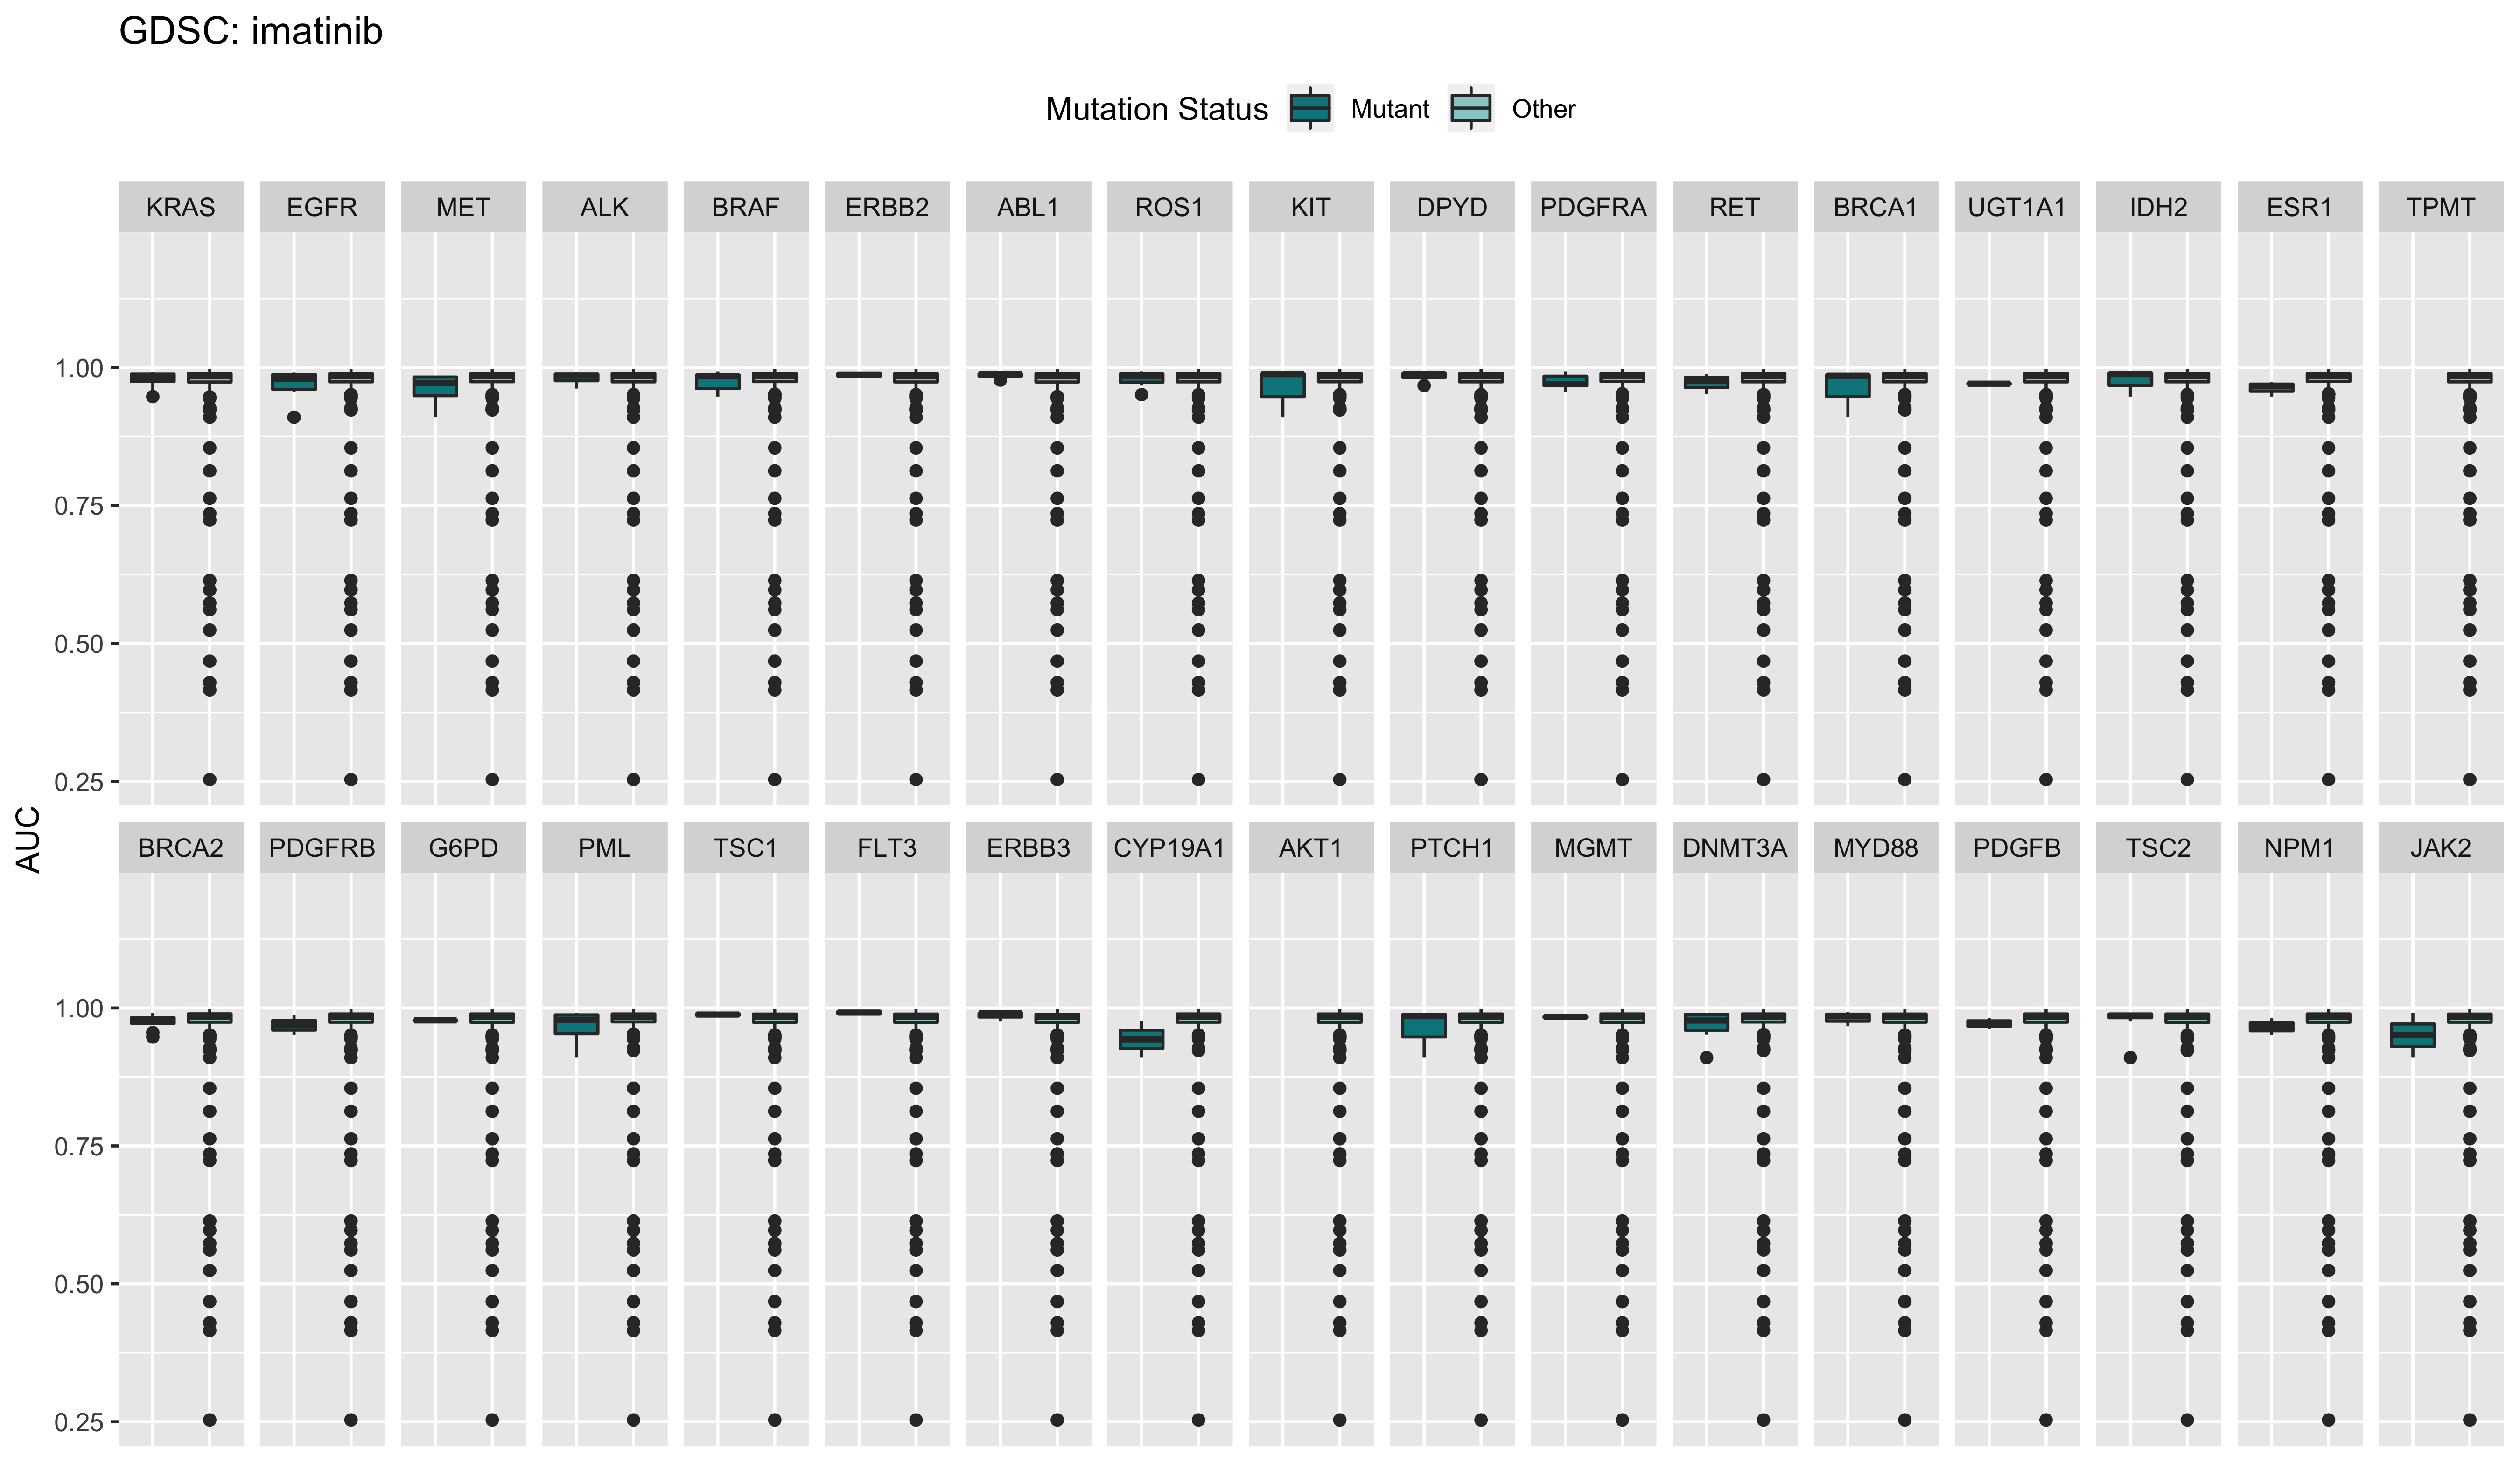 GDSC: imatinib
Mutation Status Mutant Other
KRAS EGFR MET ALK BRAF ERBB2 ABL1 ROS1 KIT DPYD PDGFRA RET BRCA1 UGT1A1 IDH2 ESR1 TPMT
1.00
0.75
0.50
0.25
AUC
BRCA2 PDGFRB G6PD PML TSC1 FLT3 ERBB3 CYP19A1 AKT1 PTCH1 MGMT DNMT3A MYD88 PDGFB TSC2 NPM1 JAK2
1.00
0.75
0.50
0.25